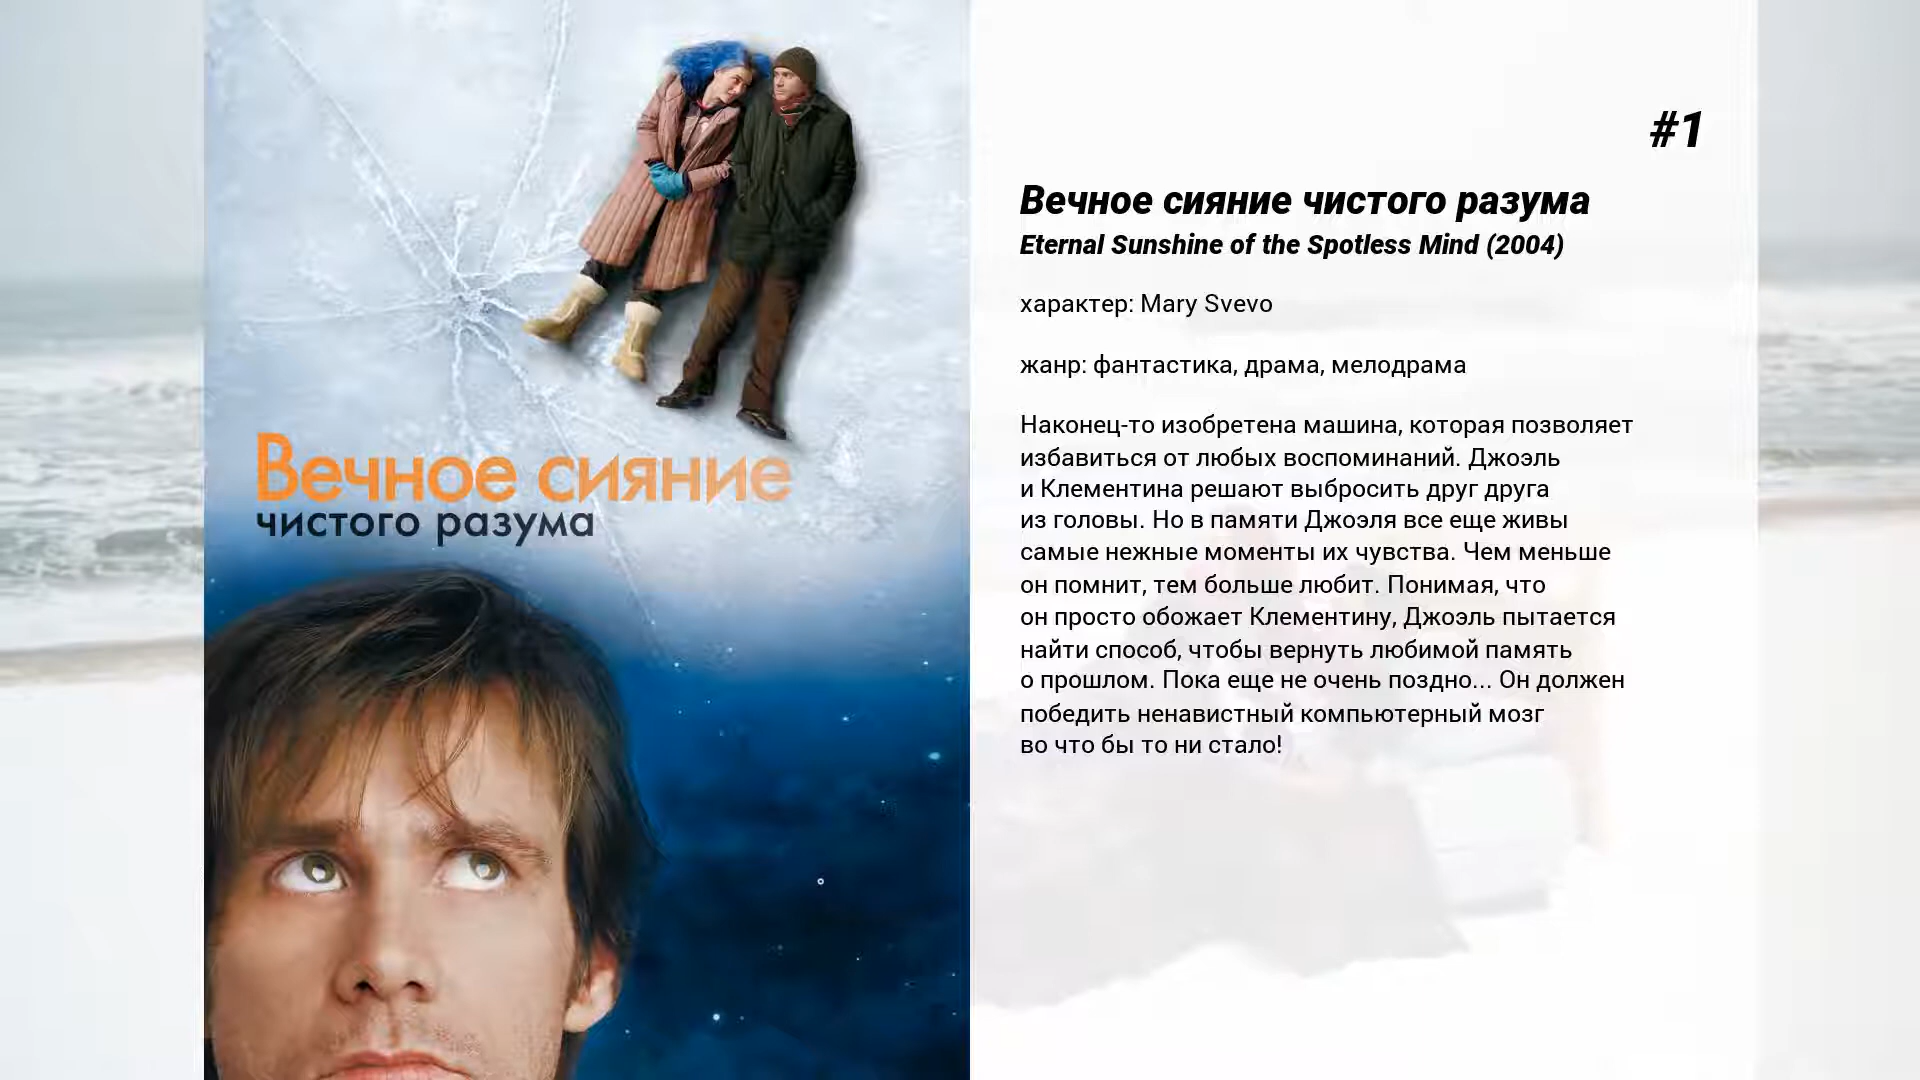 Вечное сияние
чистого разума
#1
Вечное сияние чистого разума
Eternal Sunshine of the Spotless Mind (2004)
характер: Mary Svevo
жанр: фантастика, драма, мелодрама
Наконец-то изобретена машина, которая позволяет
избавиться от любых воспоминаний. Джоэль
и Клементина решают выбросить друг друга
из головы. Но в памяти Джоэля все еще живы
самые нежные моменты их чувства. Чем меньше
он помнит, тем больше любит. Понимая, что
он просто обожает Клементину, Джоэль пытается
найти способ, чтобы вернуть любимой память
о прошлом. Пока еще не очень поздно... Он должен
победить ненавистный компьютерный мозг
во что бы то ни стало!